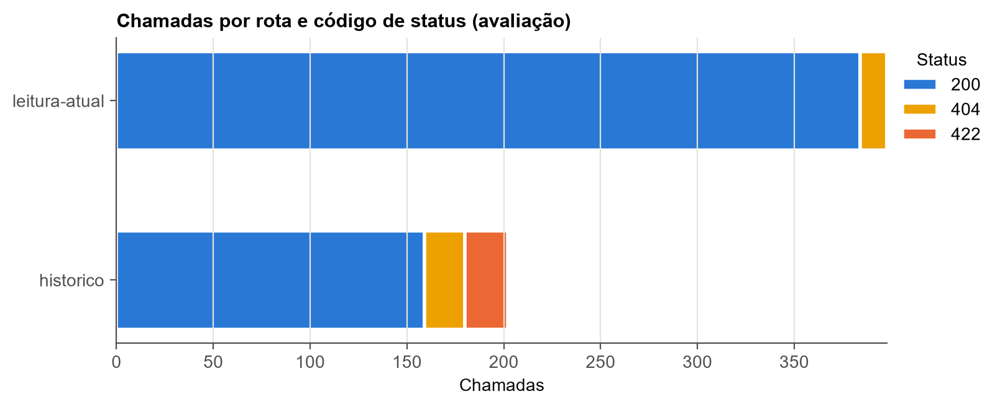 Chamadas por rota e código de status (avaliação)
leitura-atual
historico
0 50 100 150 200 250 300 350
Chamadas
Status
200
404
422